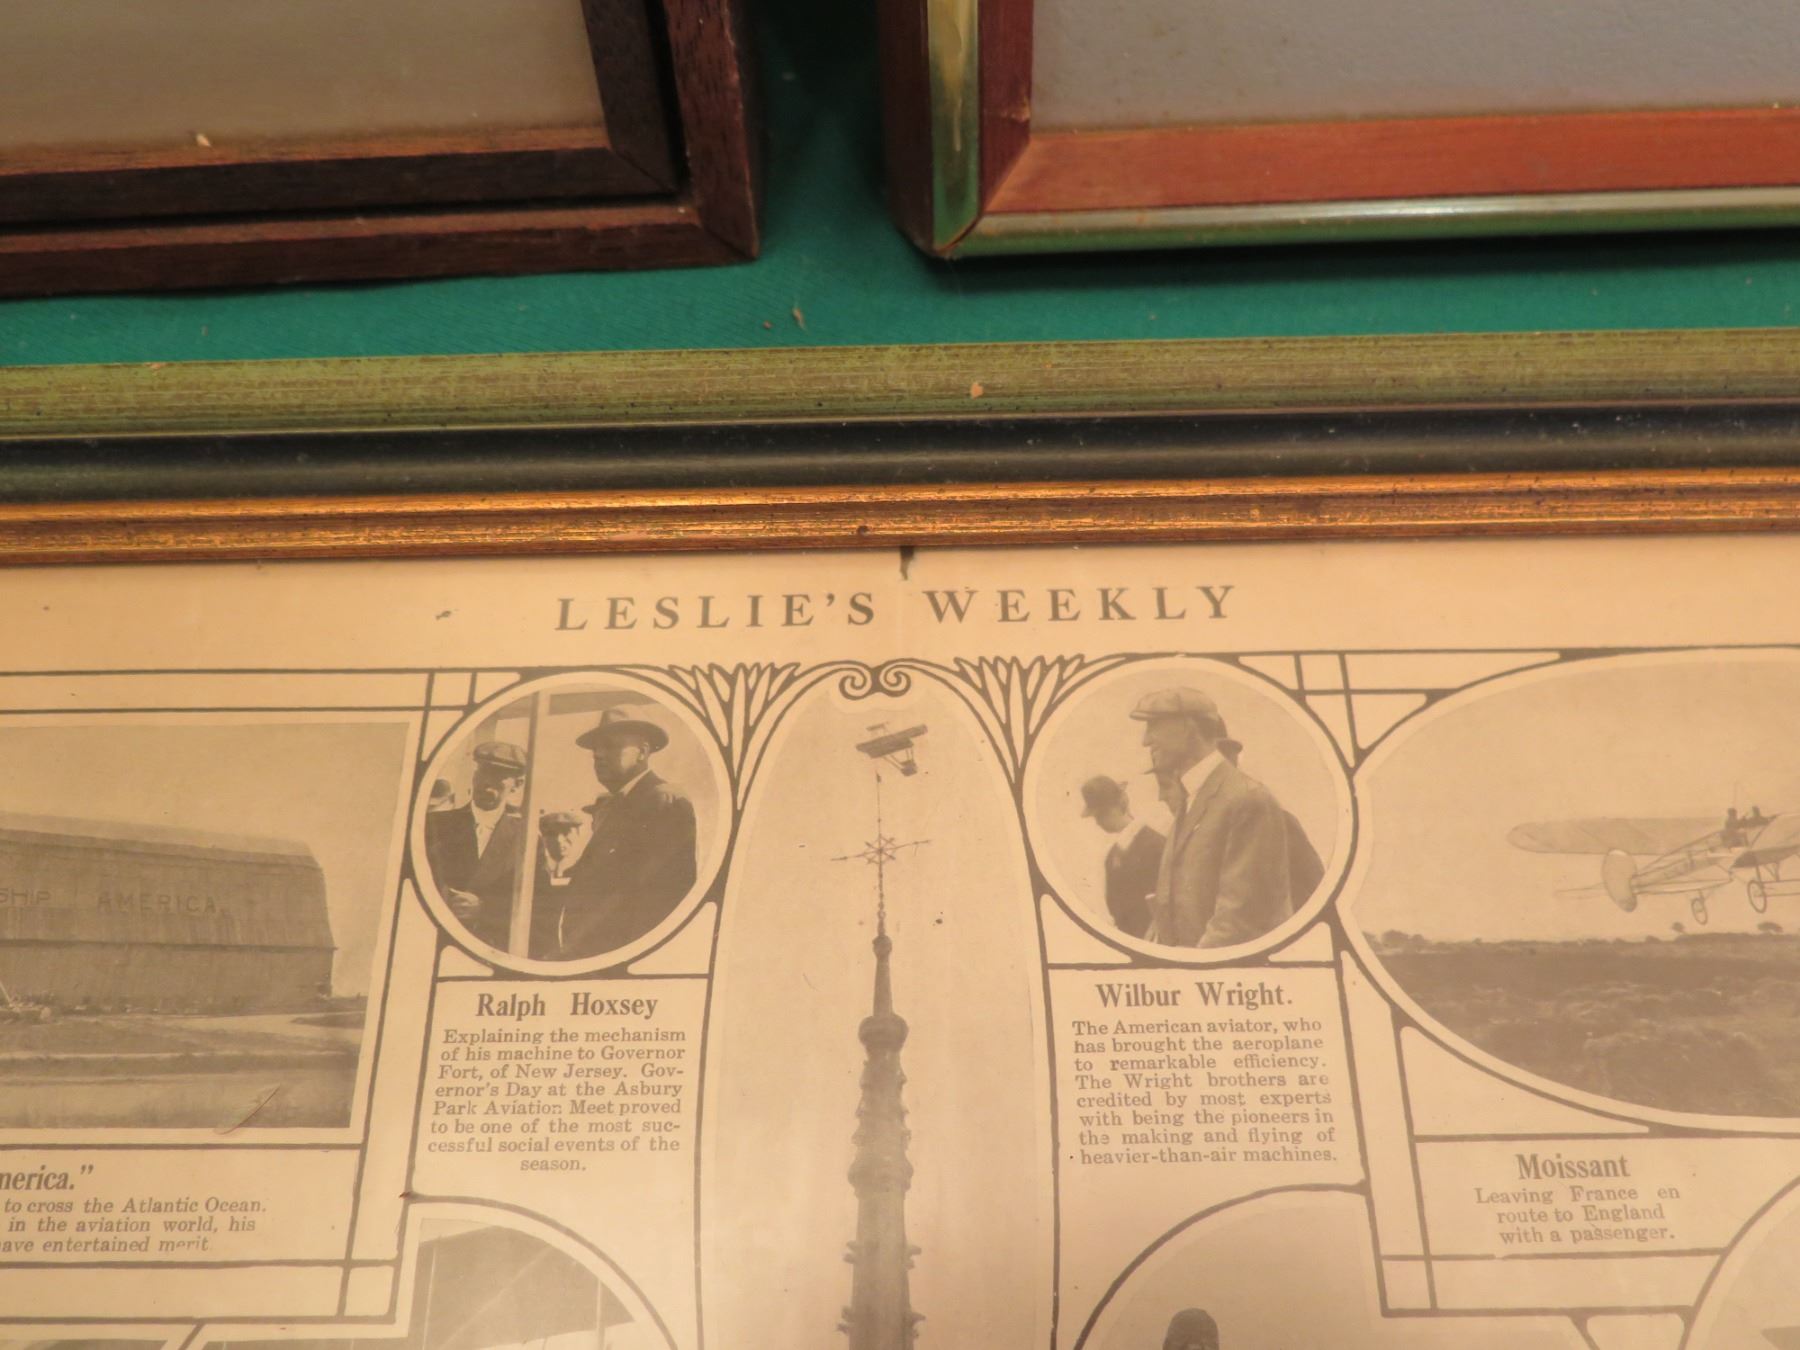 LESLIE'S WEEKLY
SHIP AMERICA
Ralph Hoxsey
Explaining the mechanism
of his machine to Governor
Fort, of New Jersey. Gov-
ernor's Day at the Asbury
Park Aviation Meet proved
to be one of the most suc-
cessful social events of the
season.
Wilbur Wright.
The American aviator, who
has brought the aeroplane
to remarkable efficiency.
The Wright brothers are
credited by most experts
with being the pioneers in
the making and flying of
heavier-than-air machines.
merica."
to cross the Atlantic Ocean.
in the aviation world, his
have entertained merit.
Moissant
Leaving France en
route to England
with a passenger.